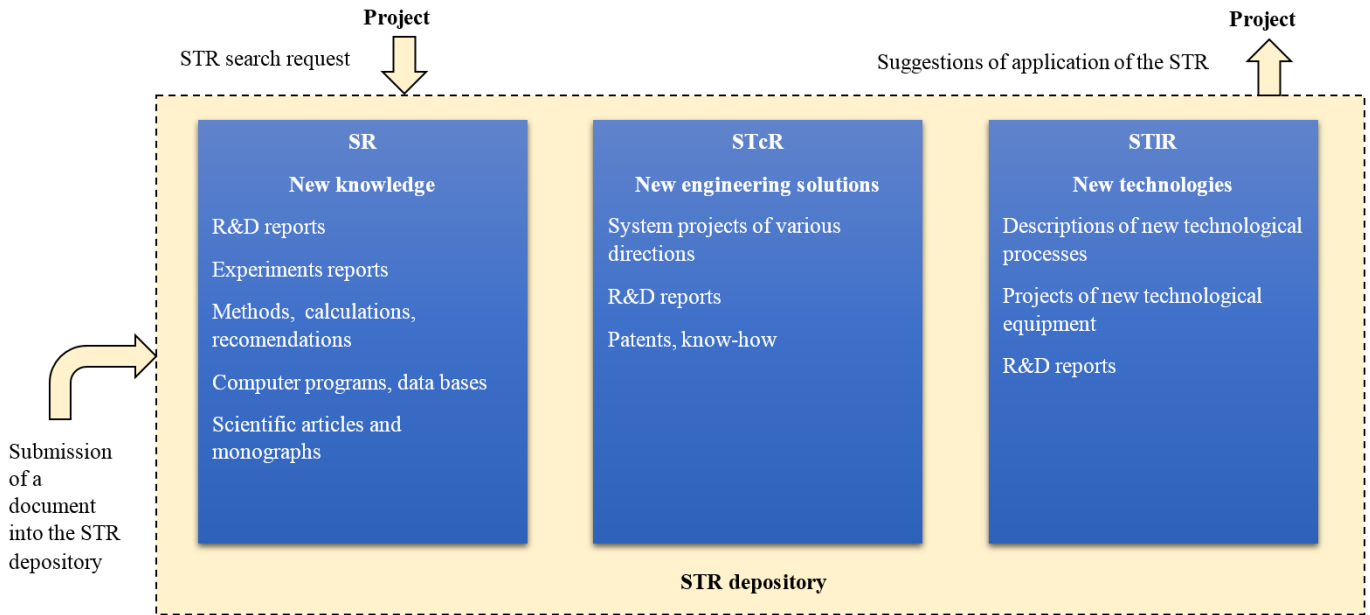 Project
STR search request
Project
Suggestions of application of the STR
SR
New knowledge
R&D reports
Experiments reports
Methods, calculations,
recomendations
Computer programs, data bases
Scientific articles and
monographs
STcR
New engineering solutions
System projects of various
directions
R&D reports
Patents, know-how
STlR
New technologies
Descriptions of new technological
processes
Projects of new technological
equipment
R&D reports
Submission
of a
document
into the STR
depository
STR depository